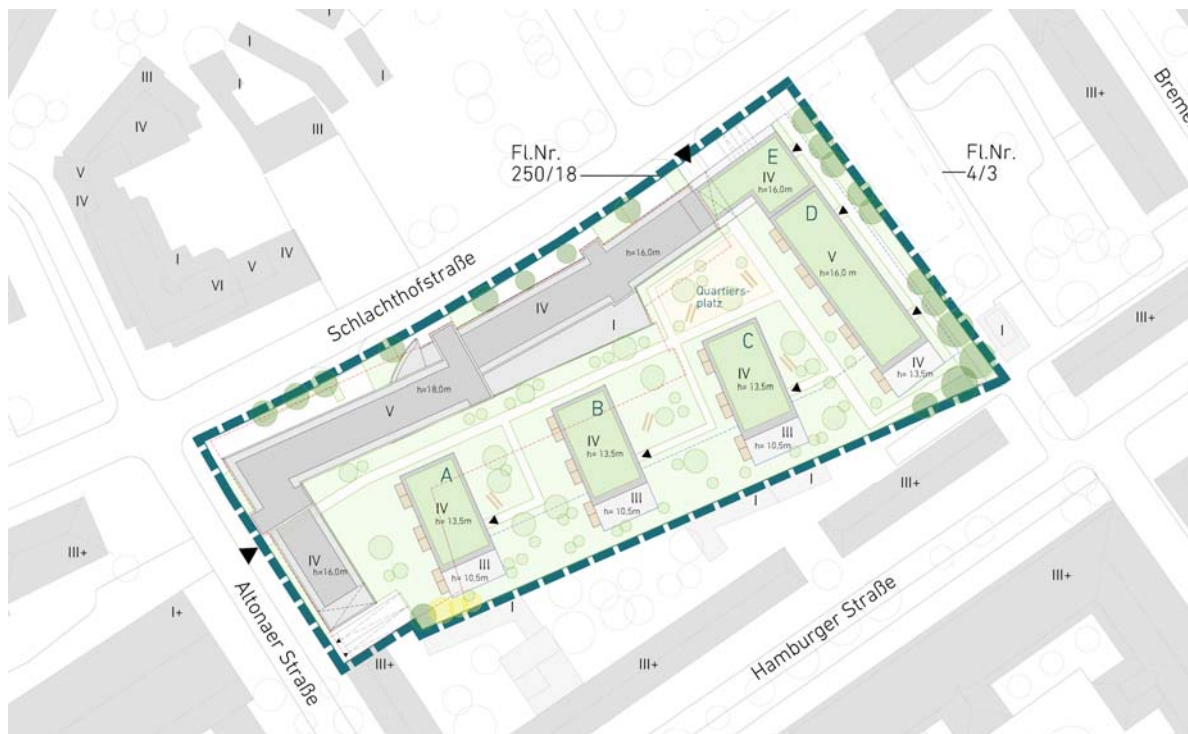 I
I
III
I
IV
I
III
III+
Breme
V
Fl.Nr.
250/18
Fl.Nr.
4/3
E
IV
IV
h=16,0m
D
I
V
IV
V
h=16,0m
h=16,0 m
VI
Schlachthofstraße
Quartiers-
platz
IV
I
I
III+
C
IV
h=18,0m
h=13,5m
IV
h= 13,5m
V
B
III
IV
h= 10,5m
h= 13,5m
A
III
I
III+
IV
h= 10,5m
I
h= 13,5m
III+
IV
III
h=16,0m
h= 10,5m
III+
I+
I
Altonaer Straße
III+
III+
Hamburger Straße